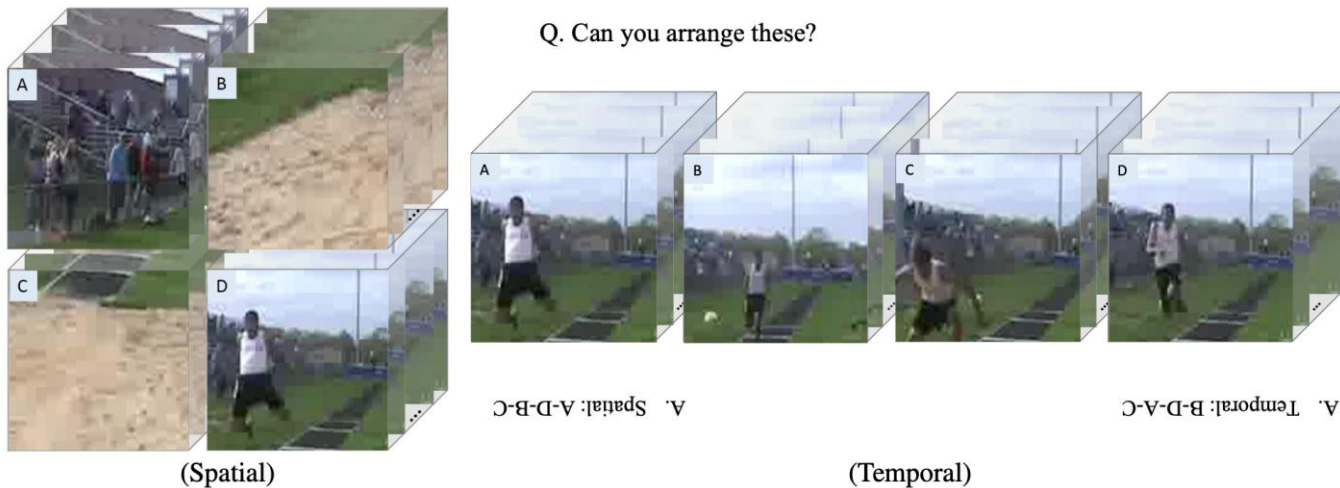 Q. Can you arrange these?
A
B
C
D
A
B
C
D
A. Spatial: A-D-B-C
A. Temporal: B-D-A-C
(Spatial)
(Temporal)